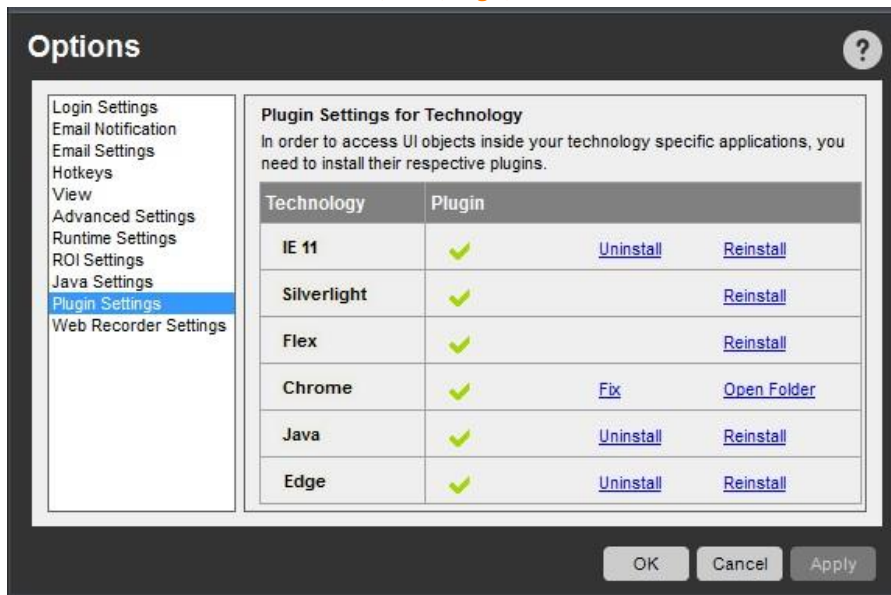 Options
?
Login Settings
Email Notification
Email Settings
Hotkeys
View
Advanced Settings
Runtime Settings
ROI Settings
Java Settings
Plugin Settings
Web Recorder Settings
Plugin Settings for Technology
In order to access UI objects inside your technology specific applications, you
need to install their respective plugins.
Technology Plugin
IE 11 Uninstall Reinstall
Silverlight Reinstall
Flex Reinstall
Chrome Fix Open Folder
Java Uninstall Reinstall
Edge Uninstall Reinstall
OK Cancel Apply